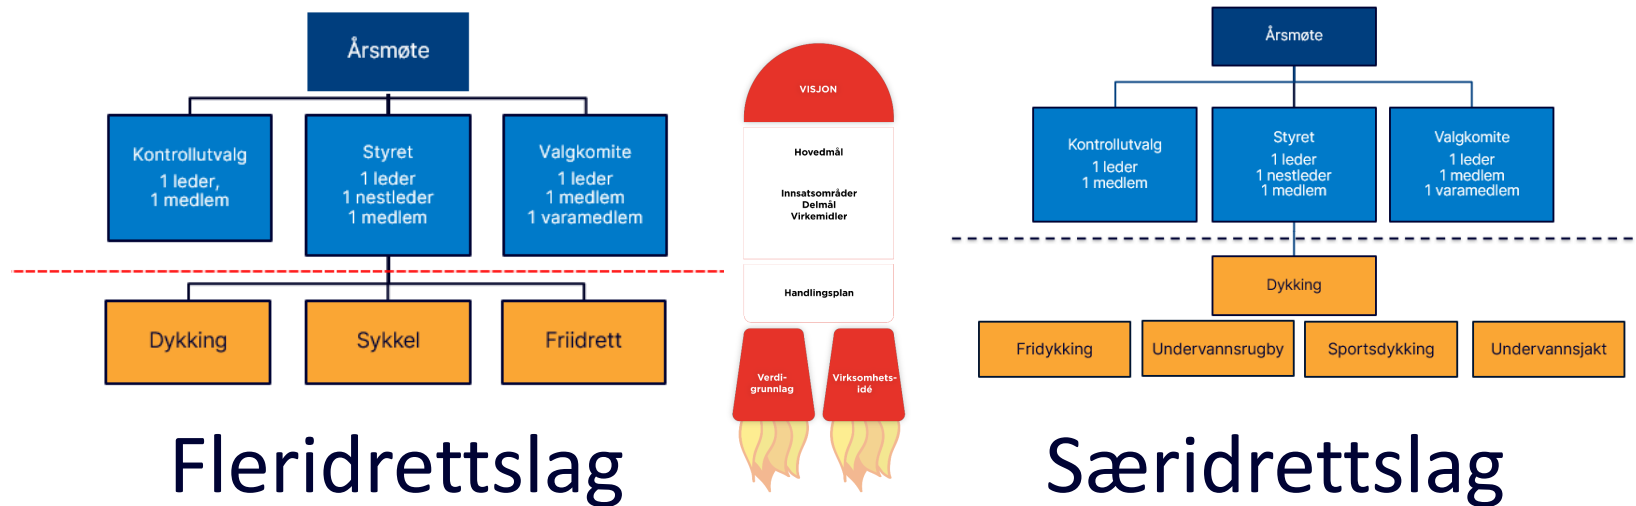 Årsmøte
Kontrollutvalg
1 leder,
1 medlem
Styret
1 leder
1 nestleder
1 medlem
Valgkomite
1 leder
1 medlem
1 varamedlem
Dykking
Sykkel
Friidrett
Fleridrettslag
VISJON
Hovedmål
Innsatsområder
Delmål
Virkemidler
Handlingsplan
Verdi-
grunnlag
Virksomhets-
idé
Årsmøte
Kontrollutvalg
1 leder
1 medlem
Styret
1 leder
1 nestleder
1 medlem
Valgkomite
1 leder
1 medlem
1 varamedlem
Dykking
Fridykking
Undervannsrugby
Sportsdykking
Undervannsjakt
Særidrettslag